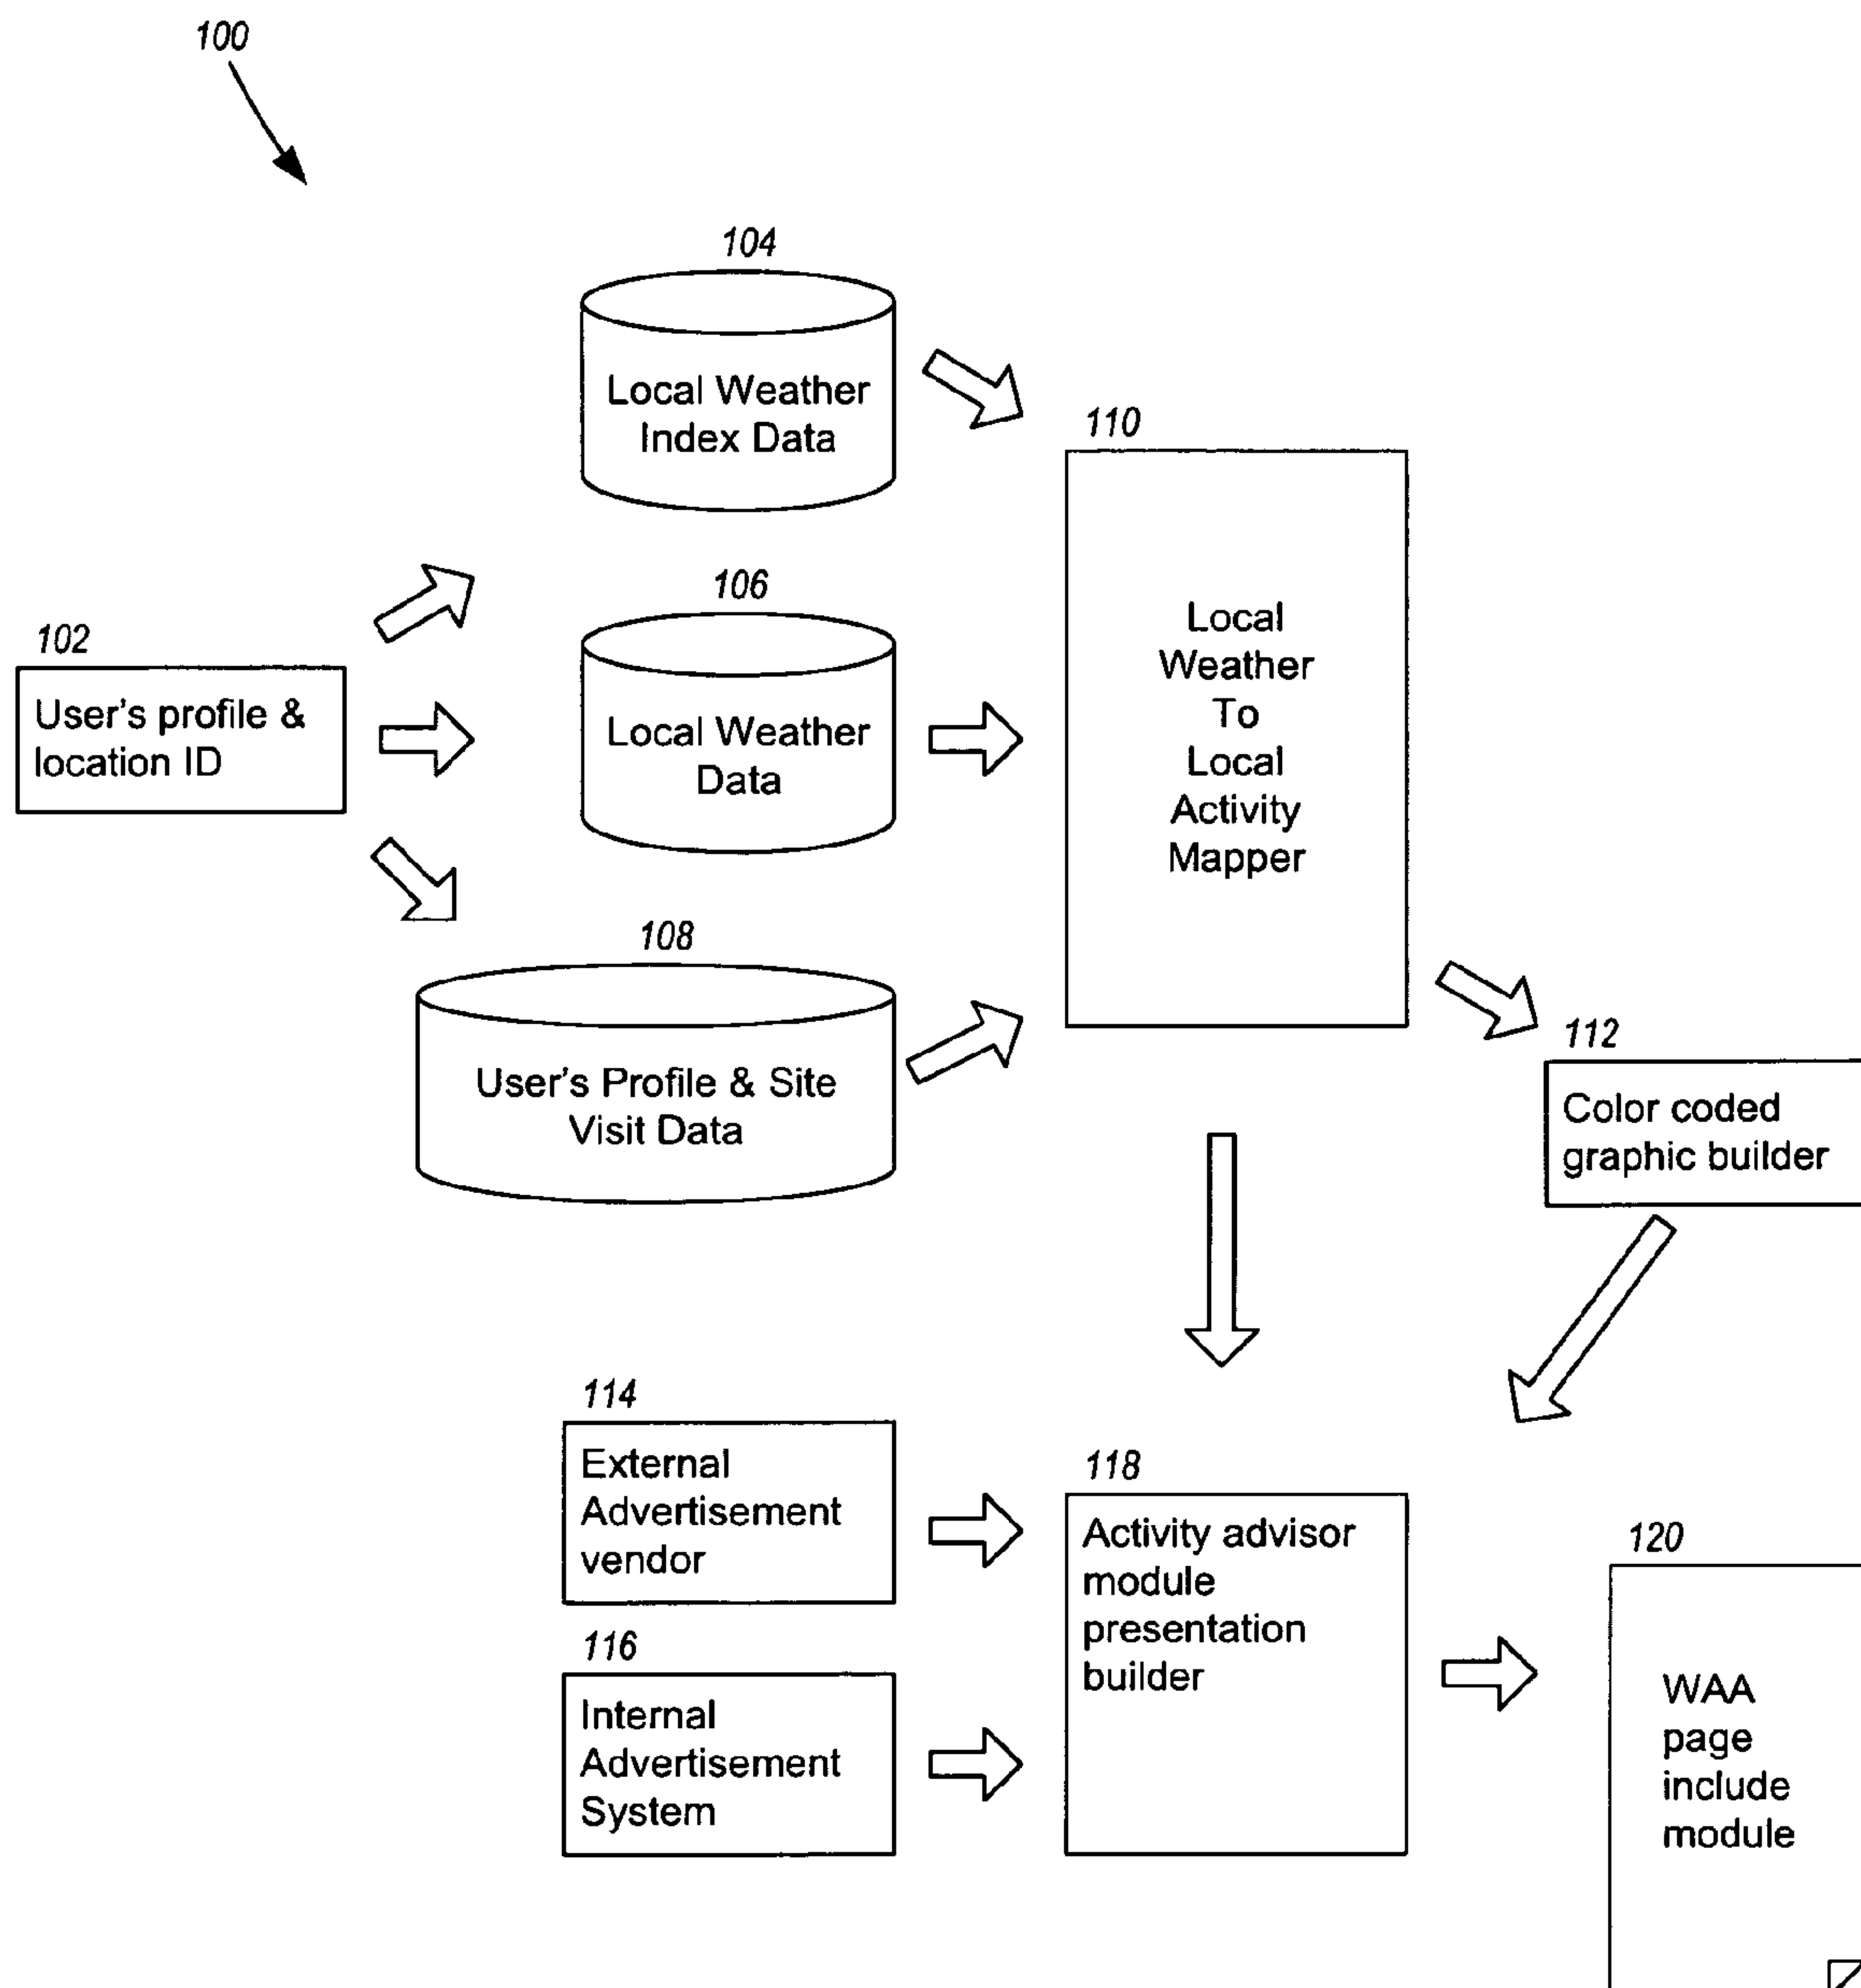 100
104
Local Weather
Index Data
110
Local
Weather
To
Local
Activity
Mapper
106
Local Weather
Data
102
User's profile &
location ID
108
User's Profile & Site
Visit Data
112
Color coded
graphic builder
114
External
Advertisement
vendor
116
Internal
Advertisement
System
118
Activity advisor
module
presentation
builder
120
WAA
page
include
module